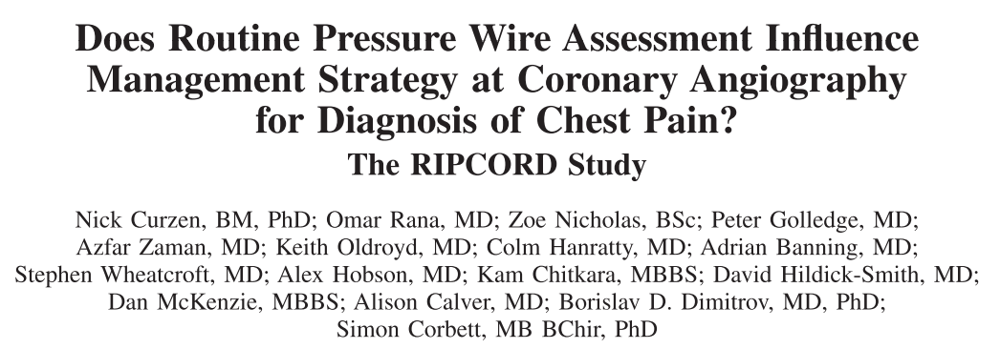 Does Routine Pressure Wire Assessment Influence
Management Strategy at Coronary Angiography
for Diagnosis of Chest Pain?
The RIPCORD Study
Nick Curzen, BM, PhD; Omar Rana, MD; Zoe Nicholas, BSc; Peter Golledge, MD;
Azfar Zaman, MD; Keith Oldroyd, MD; Colm Hanratty, MD; Adrian Banning, MD;
Stephen Wheatcroft, MD; Alex Hobson, MD; Kam Chitkara, MBBS; David Hildick-Smith, MD;
Dan McKenzie, MBBS; Alison Calver, MD; Borislav D. Dimitrov, MD, PhD;
Simon Corbett, MB BChir, PhD